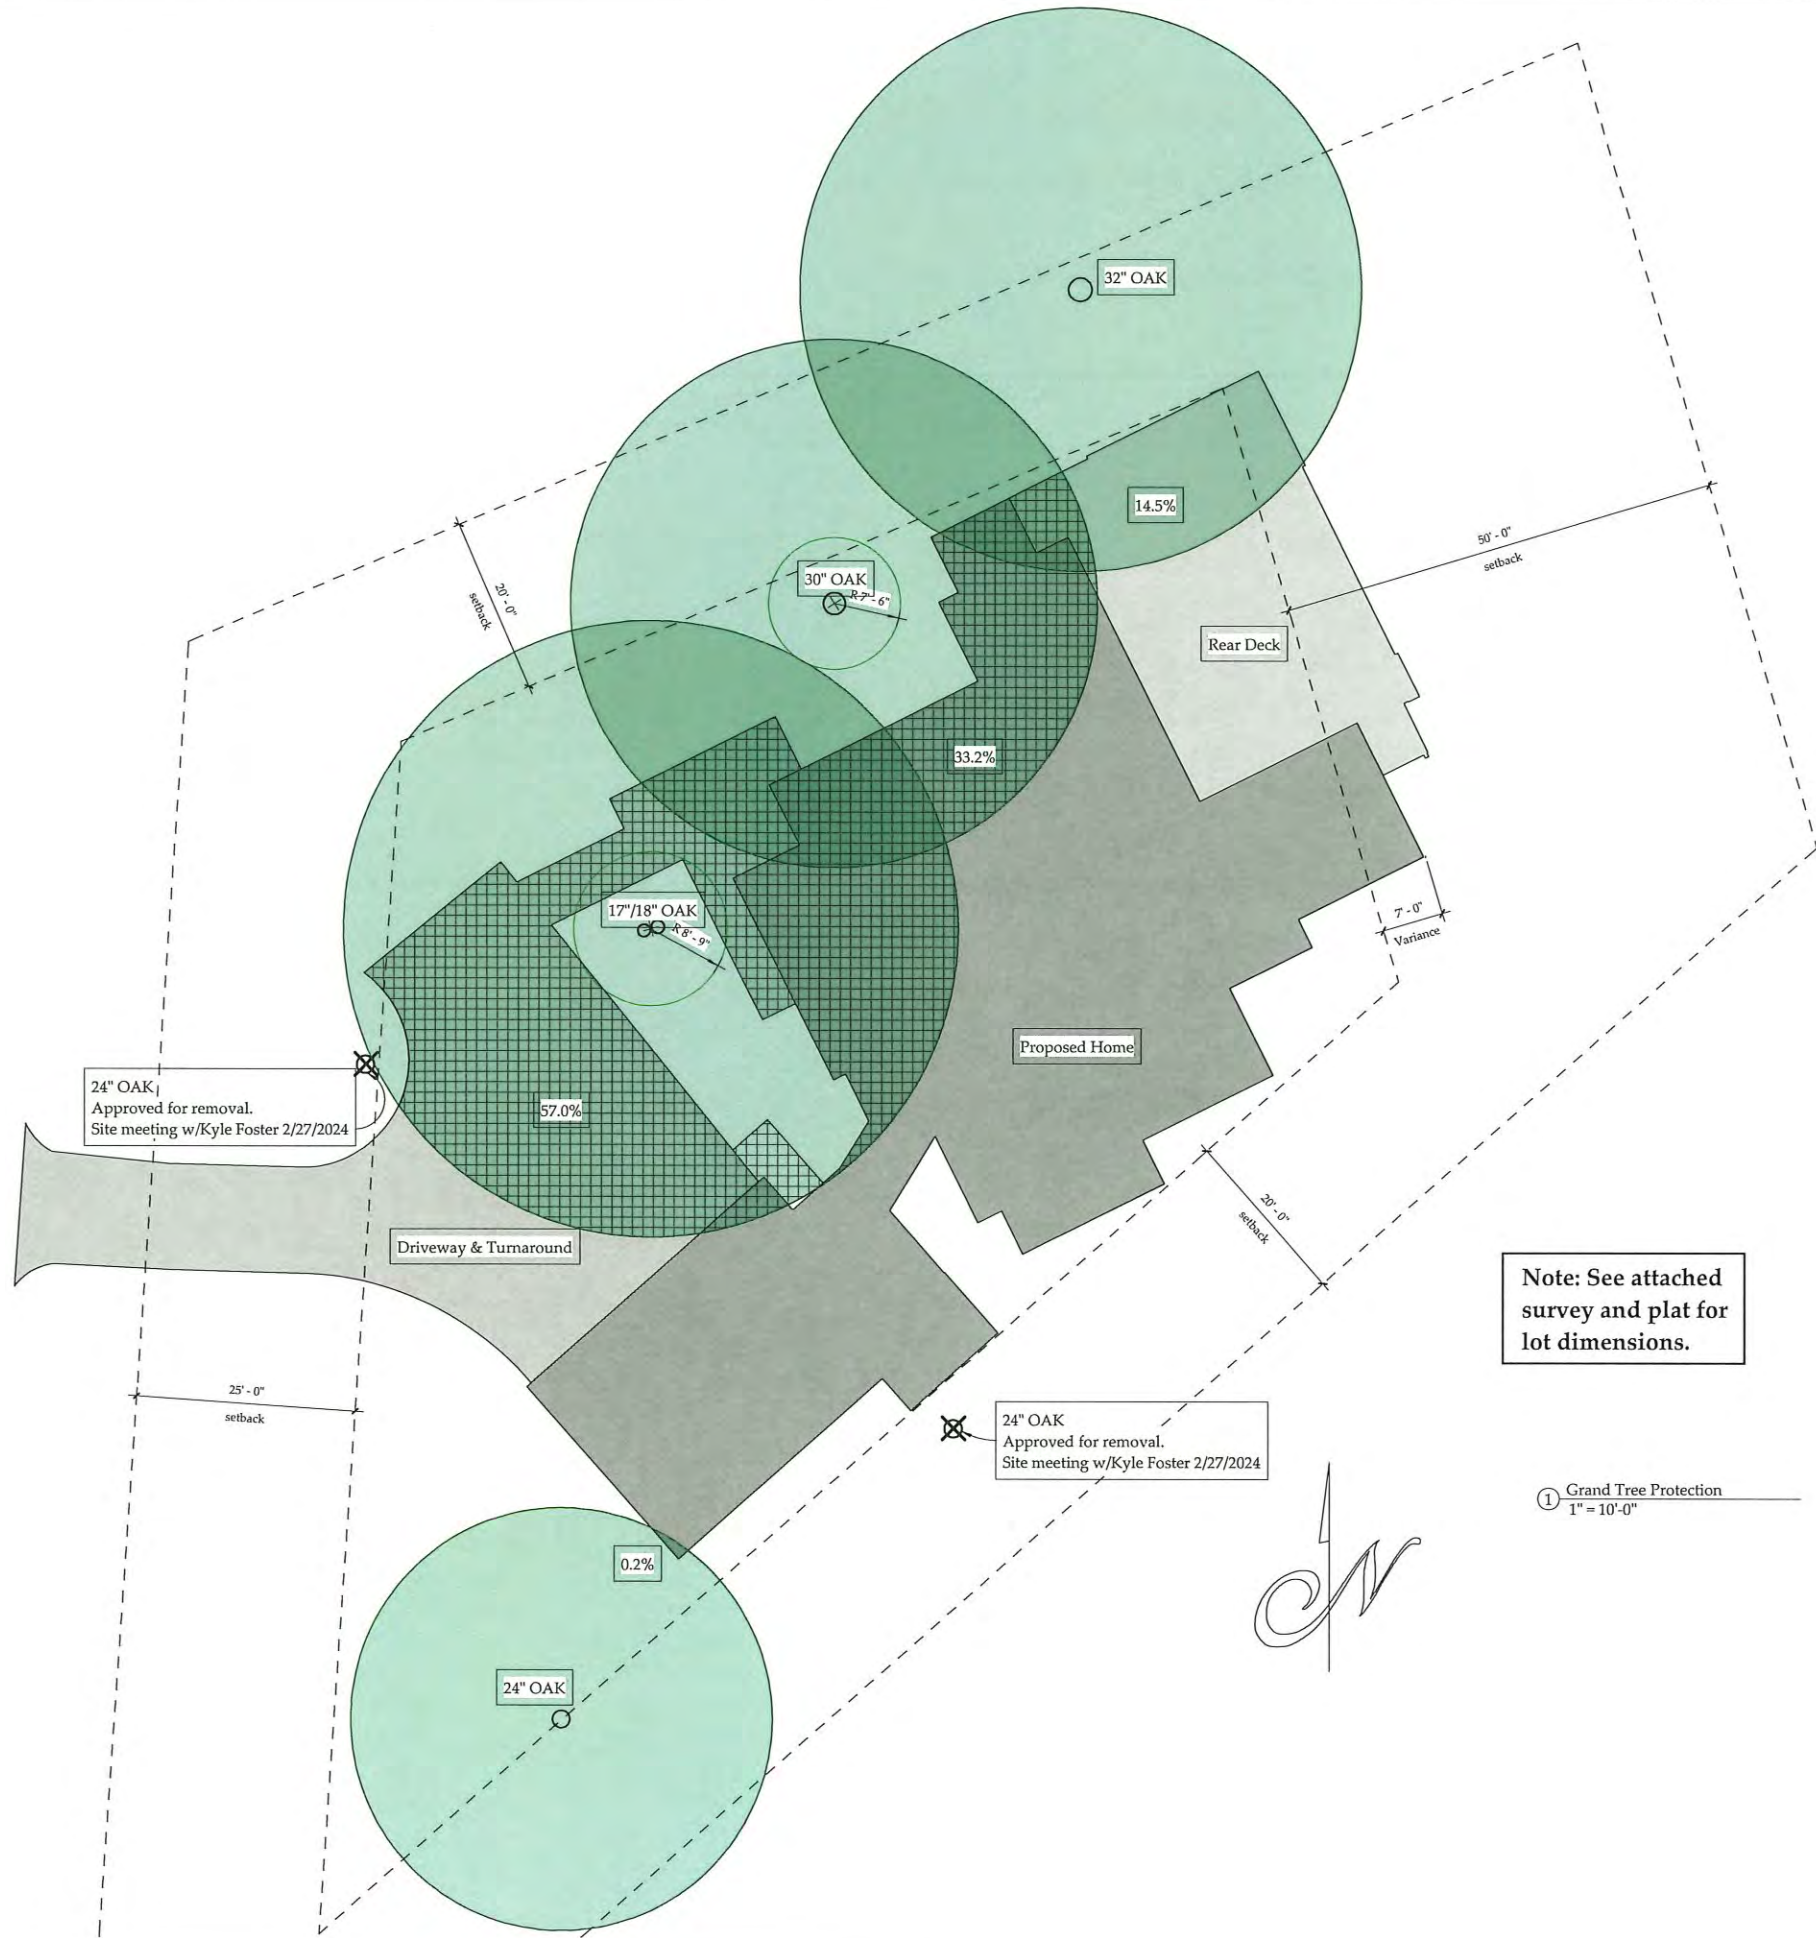 32" OAK
14.5%
50' - 0"
setback
30" OAK
R 7' - 6"
20' - 0"
setback
Rear Deck
33.2%
17"/18" OAK
R 8' - 9"
7' - 0"
Variance
Proposed Home
24" OAK
Approved for removal.
Site meeting w/Kyle Foster 2/27/2024
57.0%
20' - 0"
setback
Driveway & Turnaround
Note: See attached
survey and plat for
lot dimensions.
25' - 0"
setback
24" OAK
Approved for removal.
Site meeting w/Kyle Foster 2/27/2024
1 Grand Tree Protection
1" = 10'-0"
0.2%
N
24" OAK